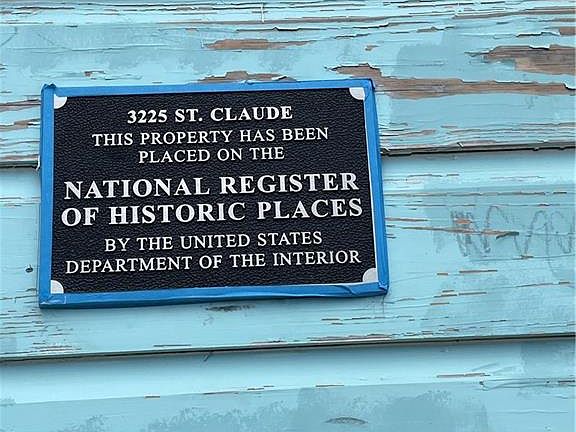 3225 ST. CLAUDE
THIS PROPERTY HAS BEEN
PLACED ON THE
NATIONAL REGISTER
OF HISTORIC PLACES
BY THE UNITED STATES
DEPARTMENT OF THE INTERIOR